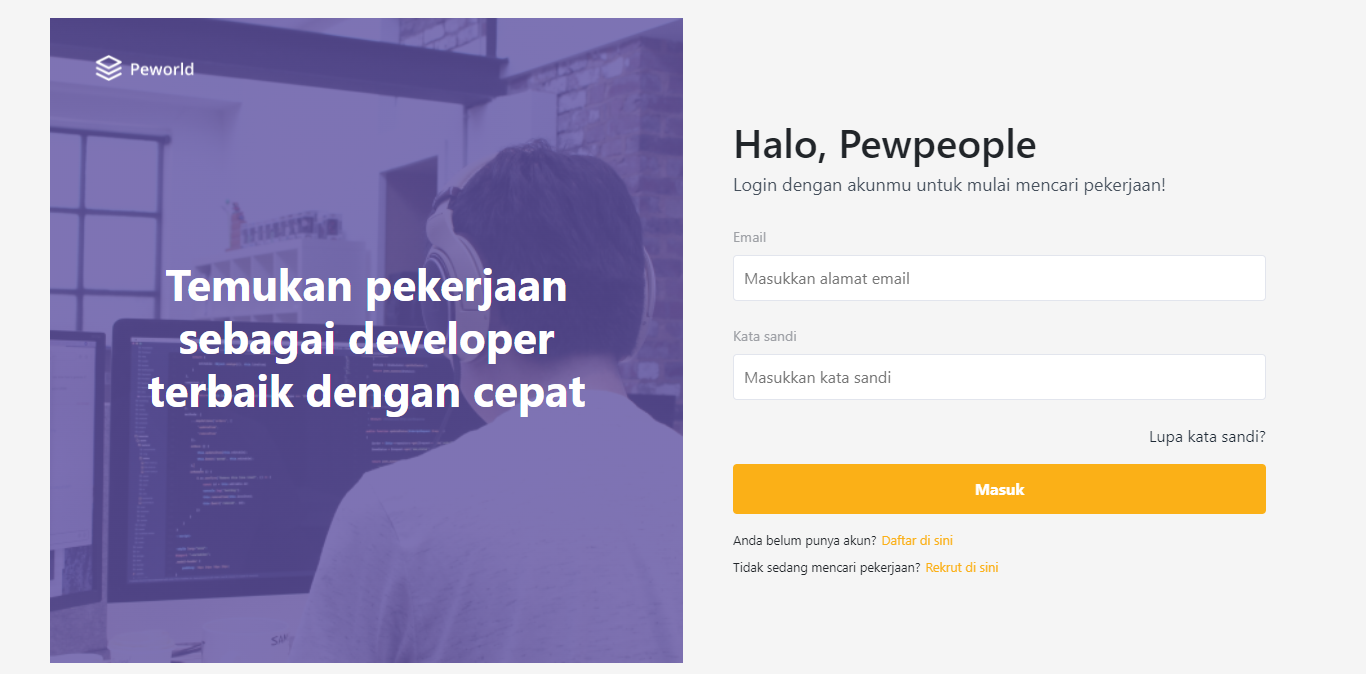 Peworld
Temukan pekerjaan
sebagai developer
terbaik dengan cepat
Halo, Pewpeople
Login dengan akunmu untuk mulai mencari pekerjaan!
Email
Masukkan alamat email
Kata sandi
Masukkan kata sandi
Lupa kata sandi?
Masuk
Anda belum punya akun? Daftar di sini
Tidak sedang mencari pekerjaan? Rekrut di sini